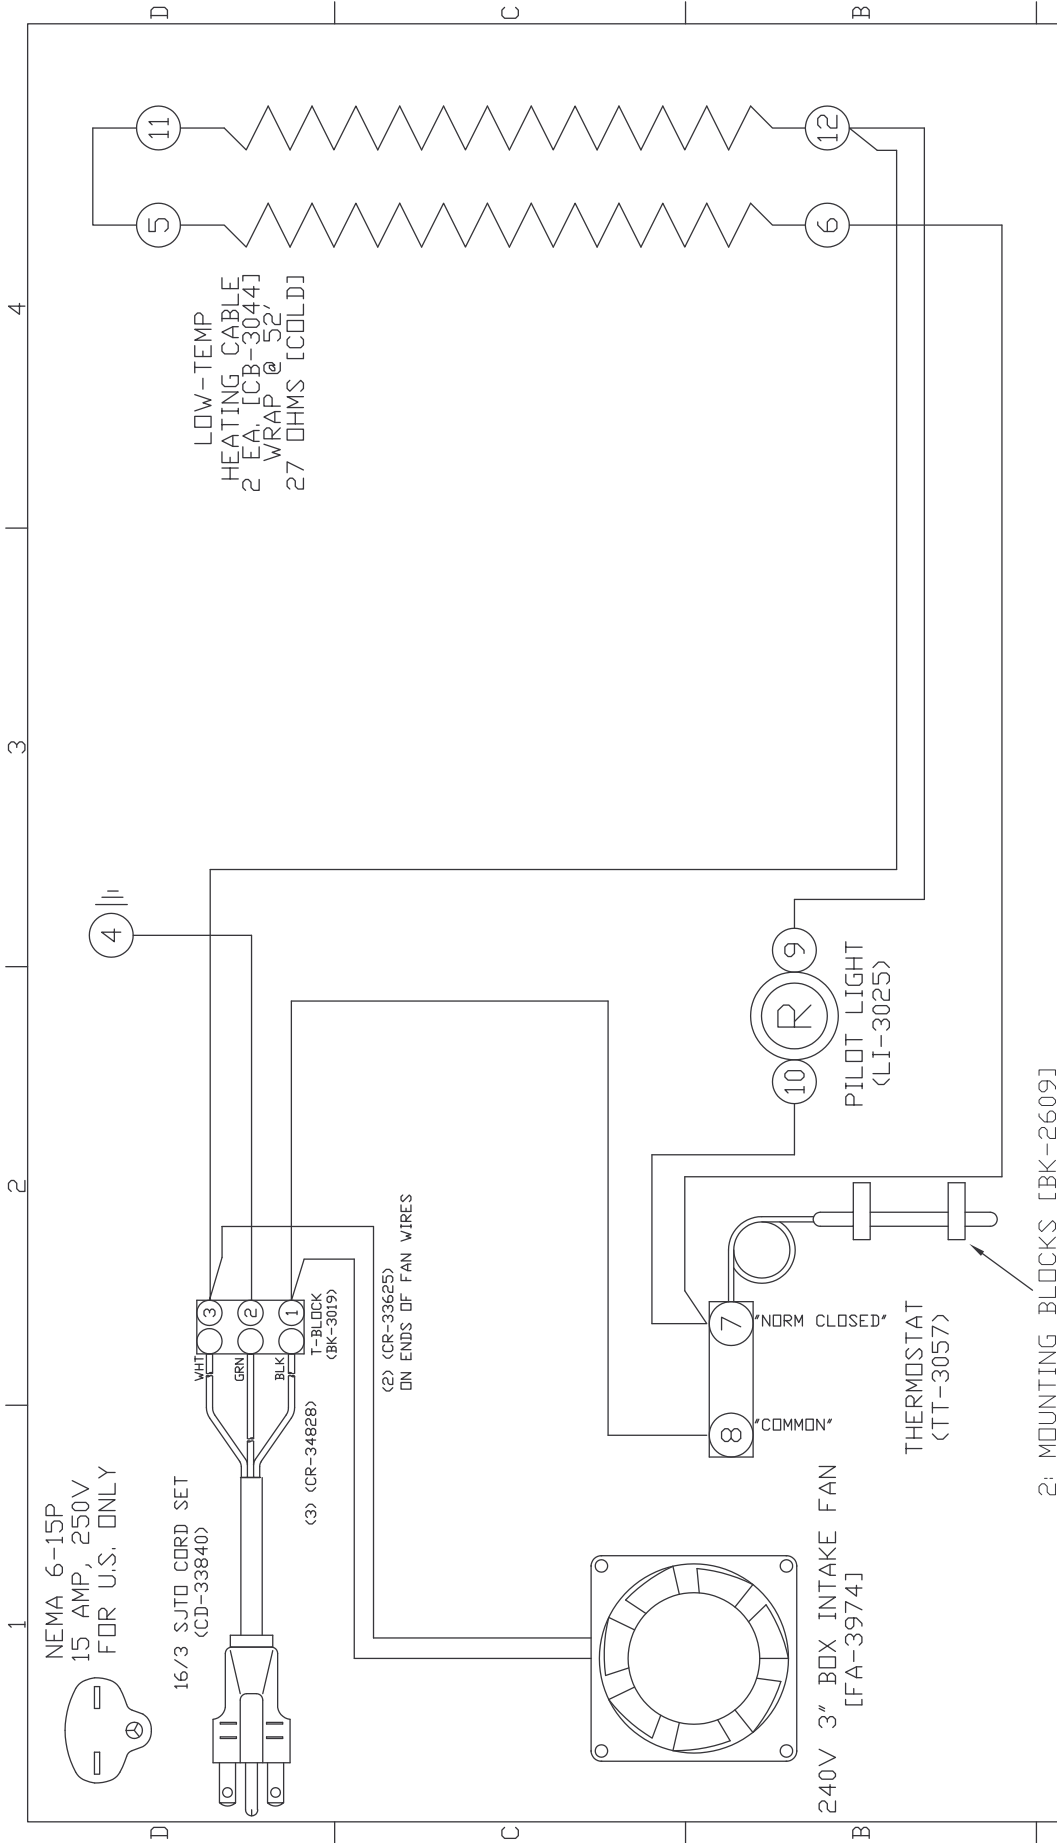 1
2
3
4
D
C
B
D
C
B
NEMA 6-15P
15 AMP, 250V
FOR U.S. ONLY
16/3 SJTO CORD SET
(CD-33840)
(3) (CR-34828)
WHT
GRN
BLK
3
2
1
T-BLOCK
(BK-3019)
(2) (CR-33625)
ON ENDS OF FAN WIRES
4
LOW-TEMP
HEATING CABLE
2 EA. [CB-3044]
WRAP @ 52'
27 OHMS [COLD]
5
11
6
12
240V 3" BOX INTAKE FAN
[FA-3974]
8
7
"COMMON"
"NORM CLOSED"
THERMOSTAT
(TT-3057)
10
R
9
PILOT LIGHT
(LI-3025)
2: MOUNTING BLOCKS [BK-2609]